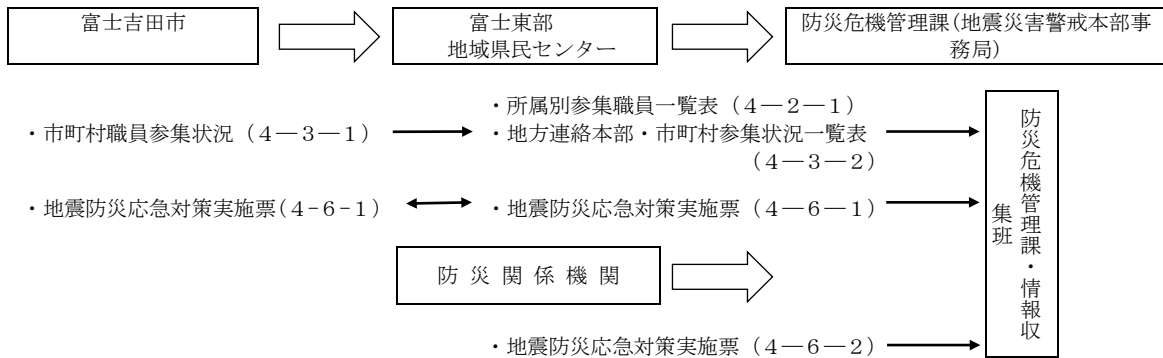 富士吉田市
富士東部
地域県民センター
防災危機管理課(地震災害警戒本部事
務局)
・所属別参集職員一覧表（４―２―１）
・市町村職員参集状況（４―３―１）
・地方連絡本部・市町村参集状況一覧表
（４―３―２）
・地震防災応急対策実施票(４-６-１)
・地震防災応急対策実施票（４―６―１）
防災危機管理課・情報収
集班
防 災 関 係 機 関
・地震防災応急対策実施票（４―６―２）